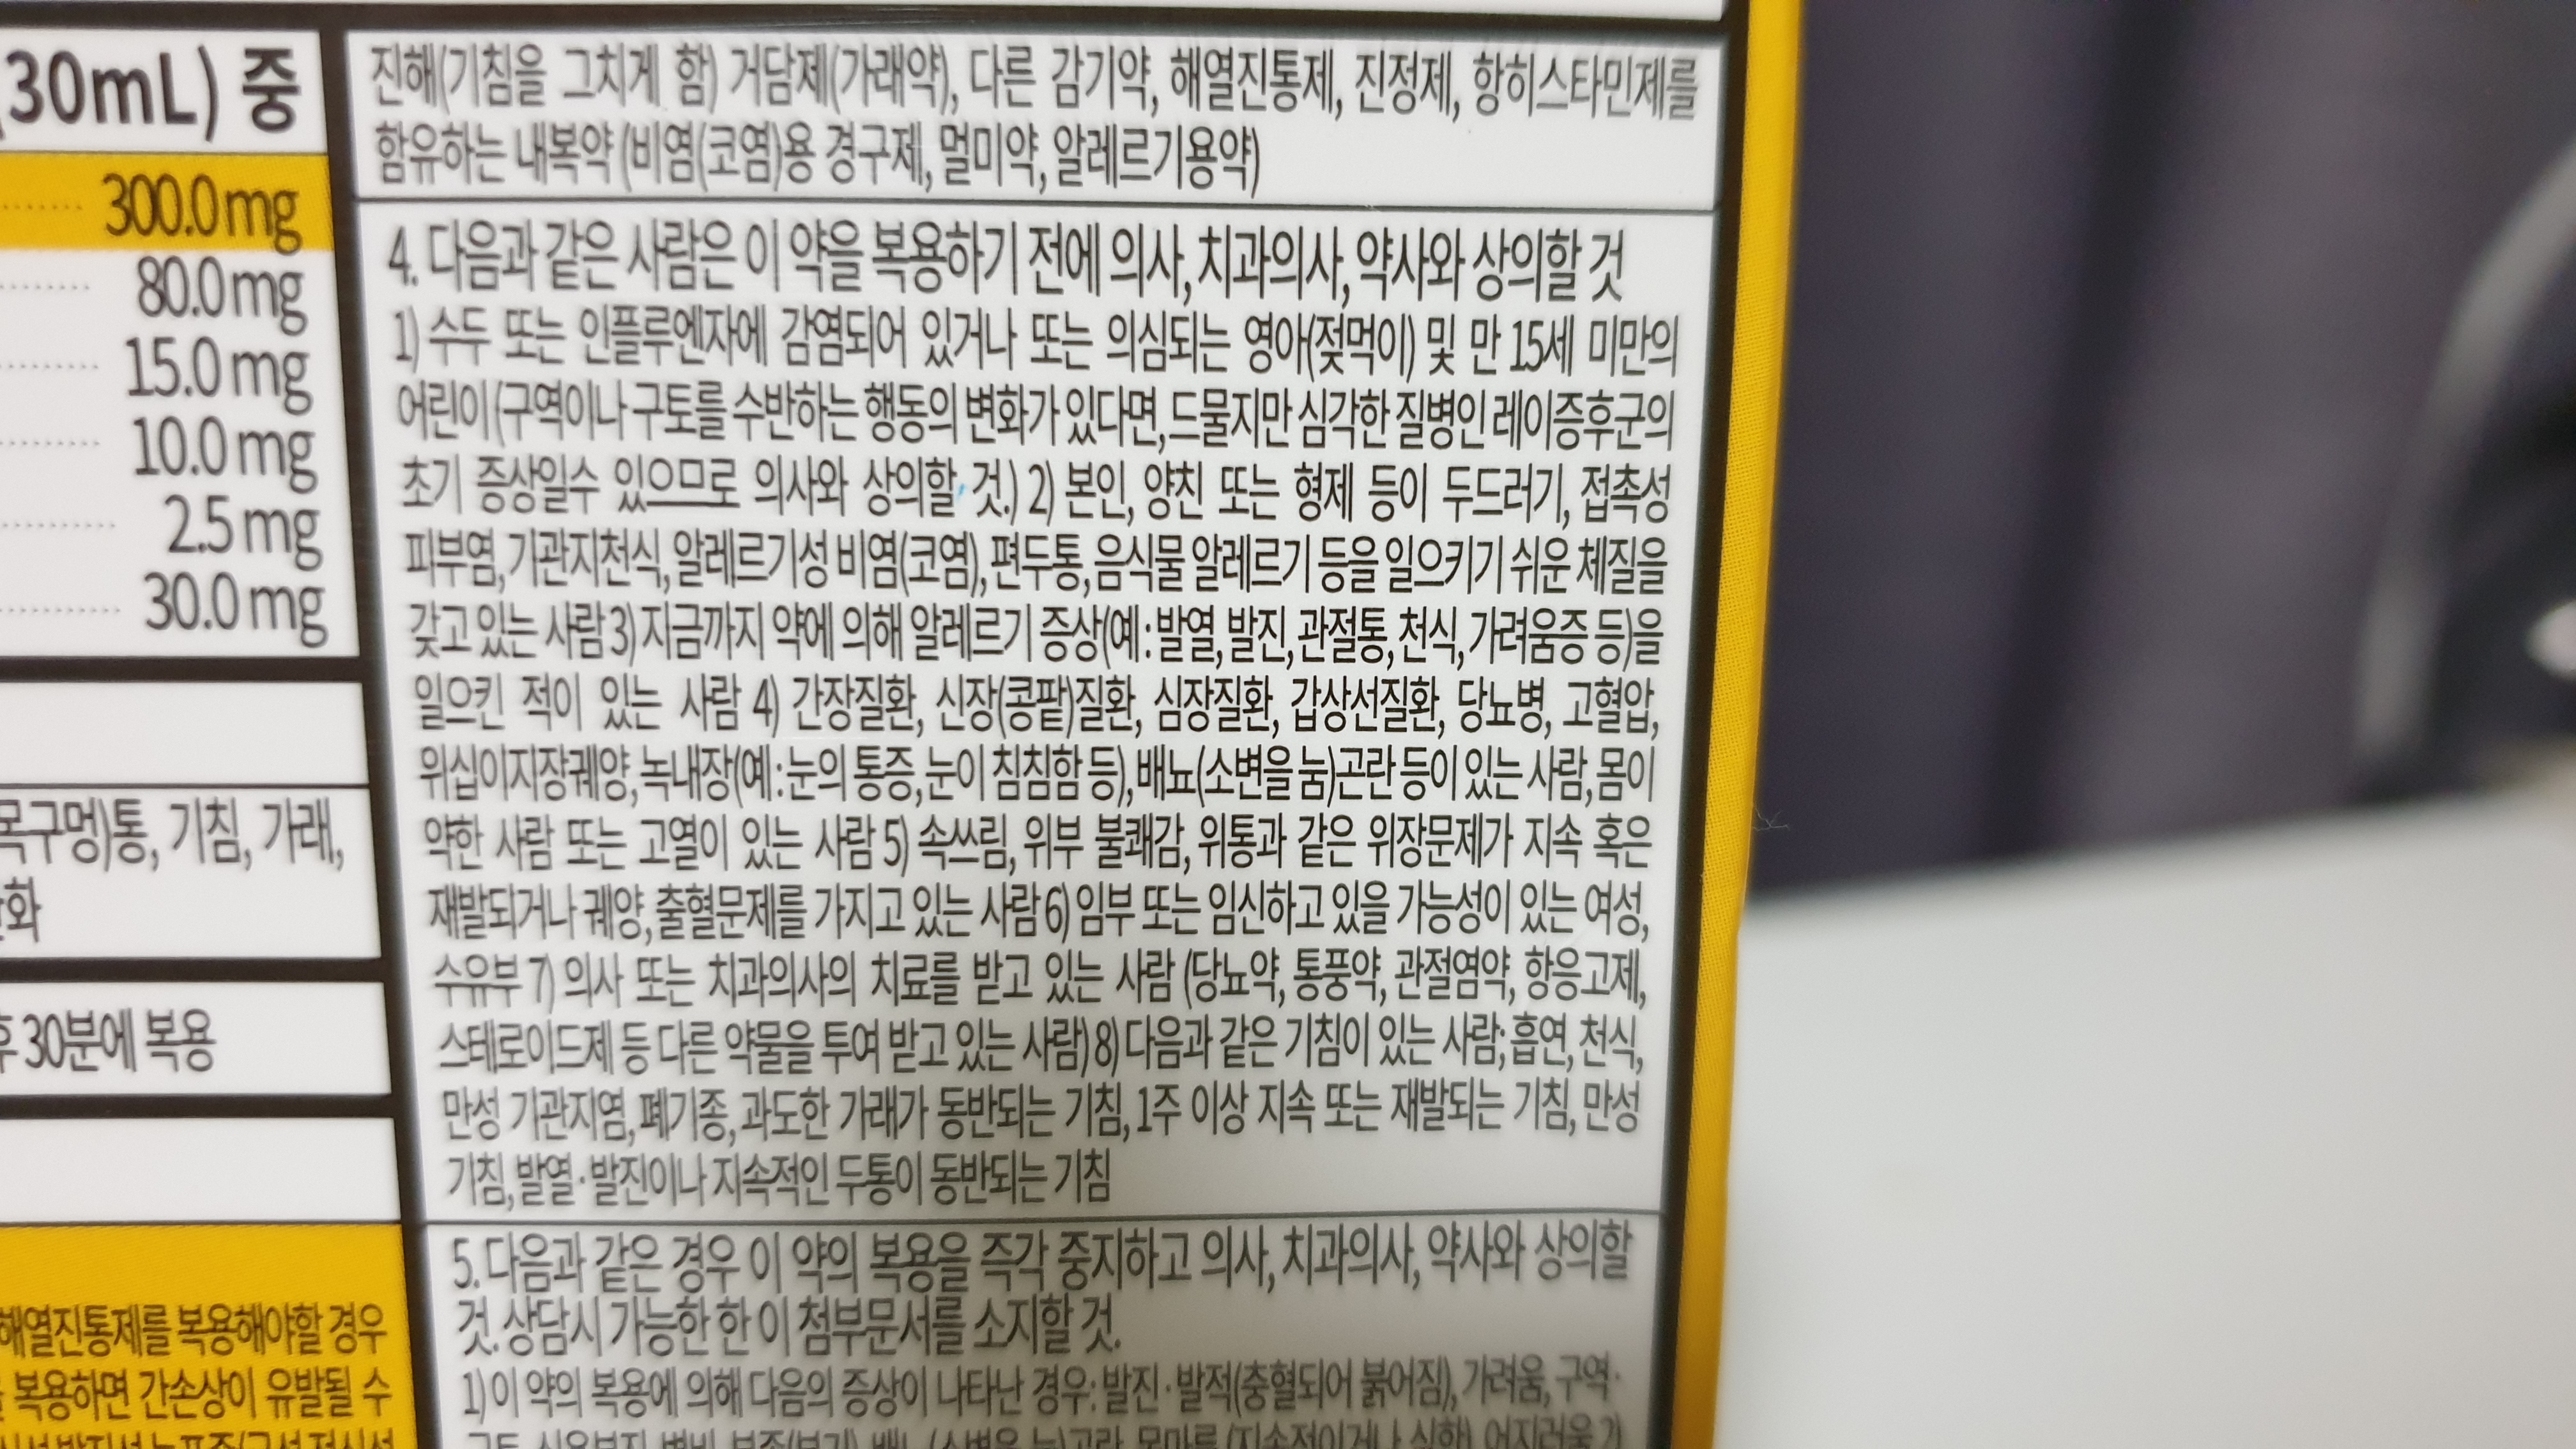 30mL) 중
300.0mg
80.0mg
15.0mg
10.0mg
2.5mg
30.0mg
목구멍)통, 기침, 가래,
화
후 30분에 복용
해열진통제를 복용해야할 경우
복용하면 간손상이 유발될 수
진해(기침을 그치게 함) 거담제(가래약), 다른 감기약, 해열진통제, 진정제, 항히스타민제를
함유하는 내복약 (비염(코염)용 경구제, 멀미약, 알레르기용약)
4. 다음과 같은 사람은 이 약을 복용하기 전에 의사, 치과의사, 약사와 상의할 것
1) 수두 또는 인플루엔자에 감염되어 있거나 또는 의심되는 영아(젖먹이) 및 만 15세 미만의
어린이 (구역이나 구토를 수반하는 행동의 변화가 있다면, 드물지만 심각한 질병인 레이증후군의
초기 증상일수 있으므로 의사와 상의할 것.) 2) 본인, 양친 또는 형제 등이 두드러기, 접촉성
피부염, 기관지천식, 알레르기성 비염(코염), 편두통, 음식물 알레르기 등을 일으키기 쉬운 체질을
갖고 있는 사람 3) 지금까지 약에 의해 알레르기 증상(예 : 발열, 발진, 관절통, 천식, 가려움증 등)을
일으킨 적이 있는 사람 4) 간장질환, 신장(콩팥)질환, 심장질환, 갑상선질환, 당뇨병, 고혈압,
위십이지장궤양, 녹내장(예 : 눈의 통증, 눈이 침침함 등), 배뇨(소변을 눔)곤란 등이 있는 사람, 몸이
약한 사람 또는 고열이 있는 사람 5) 속쓰림, 위부 불쾌감, 위통과 같은 위장문제가 지속 혹은
재발되거나 궤양, 출혈문제를 가지고 있는 사람 6) 임부 또는 임신하고 있을 가능성이 있는 여성,
수유부 7) 의사 또는 치과의사의 치료를 받고 있는 사람 (당뇨약, 통풍약, 관절염약, 항응고제,
스테로이드제 등 다른 약물을 투여 받고 있는 사람) 8) 다음과 같은 기침이 있는 사람; 흡연, 천식,
만성 기관지염, 폐기종, 과도한 가래가 동반되는 기침, 1주 이상 지속 또는 재발되는 기침, 만성
기침, 발열·발진이나 지속적인 두통이 동반되는 기침
5. 다음과 같은 경우 이 약의 복용을 즉각 중지하고 의사, 치과의사, 약사와 상의할
것. 상담시 가능한 한 이 첨부문서를 소지할 것.
1) 이 약의 복용에 의해 다음의 증상이 나타난 경우: 발진·발적(충혈되어 붉어짐), 가려움, 구역·